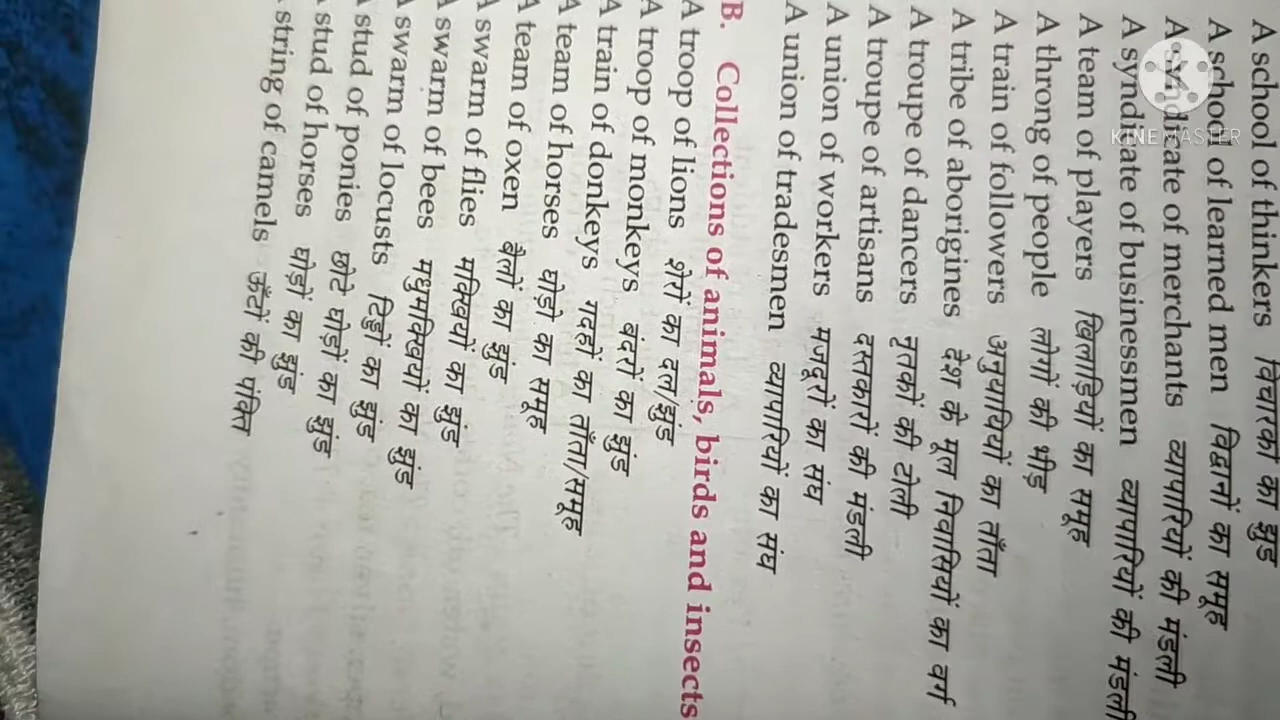 A school of thinkers विचारकों का झुंड
A school of learned men विद्वानों का समूह
A syndicate of merchants व्यापारियों की मंडली
A syndicate of businessmen व्यापारियों की मंडली
A team of players खिलाड़ियों का समूह
A throng of people लोगों की भीड़
A train of followers अनुयायियों का ताँता
A tribe of aborigines देश के मूल निवासियों का वर्ग
A troupe of dancers नृतकों की टोली
A troupe of artisans दस्तकारों की मंडली
A union of workers मजदूरों का संघ
A union of tradesmen व्यापारियों का संघ
B. Collections of animals, birds and insects
A troop of lions शेरों का दल/झुंड
A troop of monkeys बंदरों का झुंड
A train of donkeys गदहों का ताँता/समूह
A team of horses घोड़ो का समूह
A team of oxen बैलों का झुंड
A swarm of flies मक्खियों का झुंड
A swarm of bees मधुमक्खियों का झुंड
A swarm of locusts टिड्डों का झुंड
A stud of ponies छोटे घोड़ों का झुंड
A stud of horses घोड़ों का झुंड
string of camels ऊँटों की पंक्ति
KINEMASTER